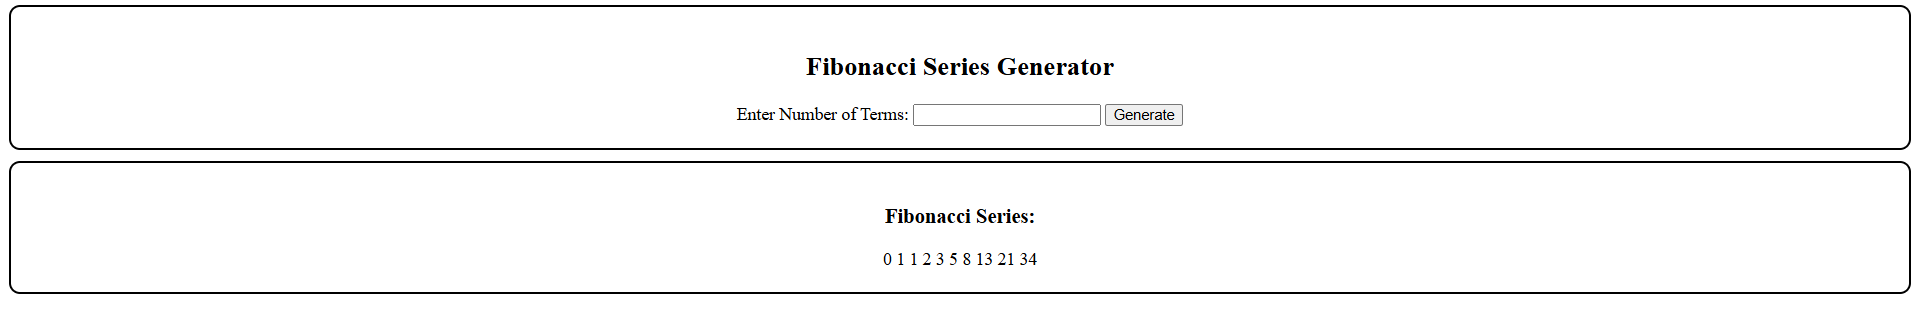 Fibonacci Series Generator
Enter Number of Terms: Generate
Fibonacci Series:
0 1 1 2 3 5 8 13 21 34